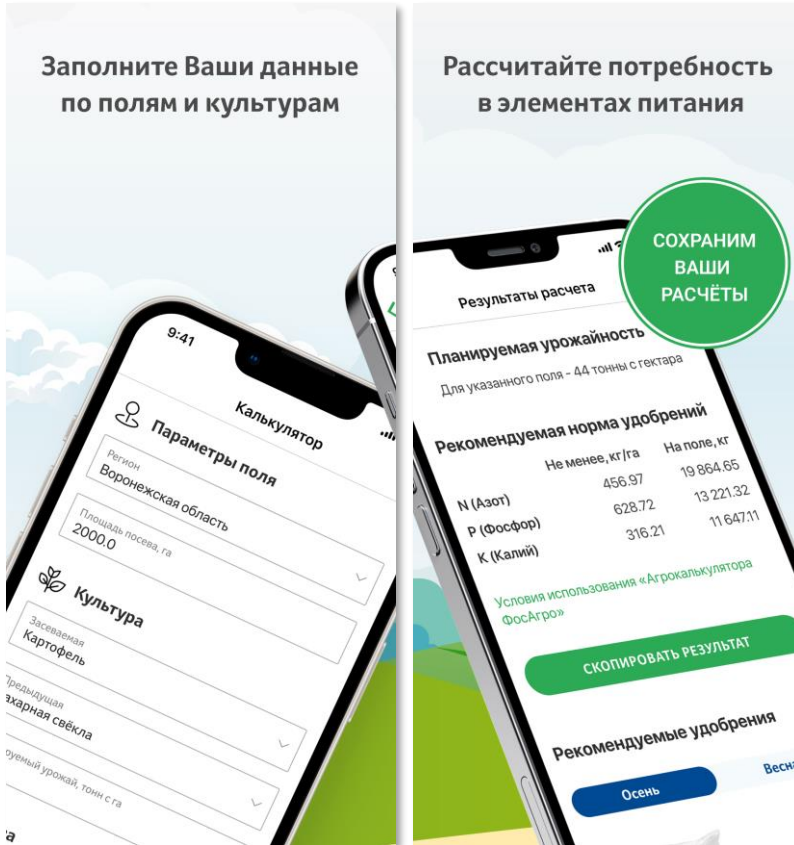 Заполните Ваши данные
по полям и культурам
9:41
Калькулятор
Параметры поля
Регион
Воронежская область
Площадь посева, га
2000.0
Культура
Засеваемая
Картофель
Предыдущая
ахарная свёкла
руемый урожай, тонн с га
а
Рассчитайте потребность
в элементах питания
СОХРАНИМ
ВАШИ
РАСЧЁТЫ
Результаты расчета
Планируемая урожайность
Для указанного поля - 44 тонны с гектара
Рекомендуемая норма удобрений
Не менее, кг/га На поле, кг
N (Азот) 456.97 19 864.65
P (Фосфор) 628.72 13 221.32
К (Калий) 316.21 11 647.11
Условия использования «Агрокалькулятора
ФосАгро»
СКОПИРОВАТЬ РЕЗУЛЬТАТ
Рекомендуемые удобрения
Осень Весна